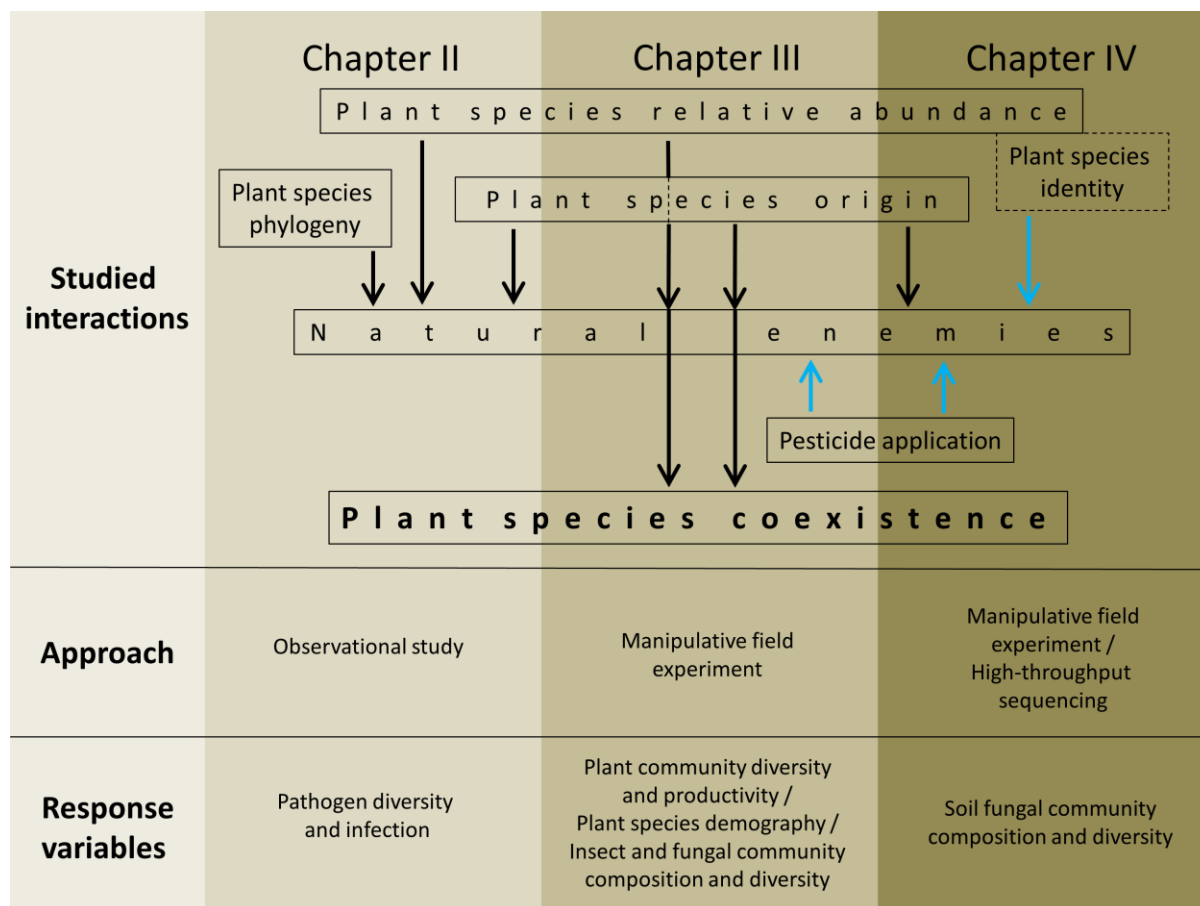 Chapter II
Chapter III
Chapter IV
Plant species relative abundance
Plant species
identity
Plant species
phylogeny
Plant species origin
Studied
interactions
Natural enemies
Pesticide application
Plant species coexistence
Approach
Observational study
Manipulative field
experiment
Manipulative field
experiment /
High-throughput
sequencing
Response
variables
Pathogen diversity
and infection
Plant community diversity
and productivity /
Plant species demography /
Insect and fungal community
composition and diversity
Soil fungal community
composition and diversity